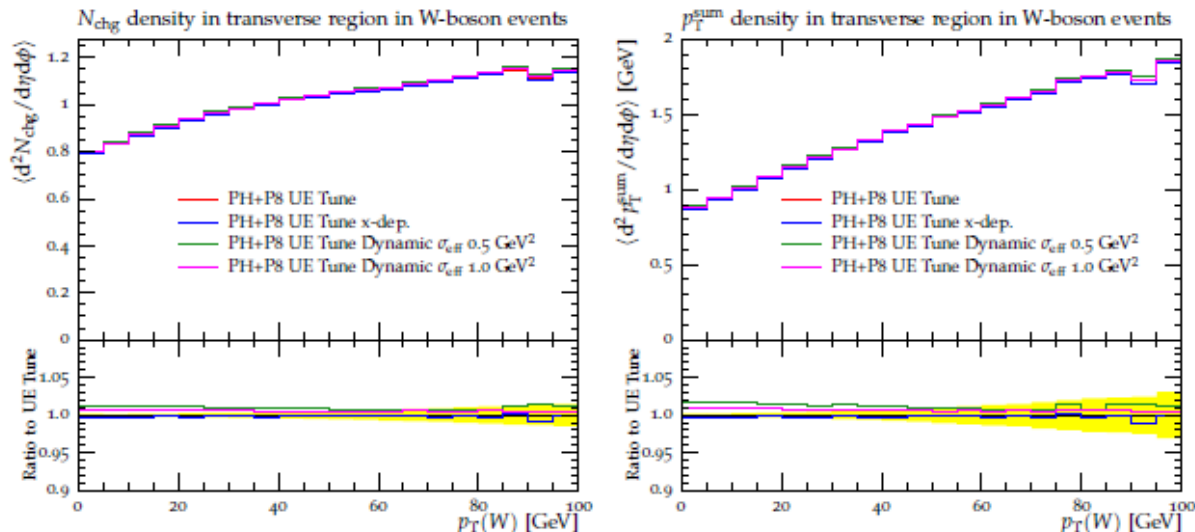 N_chg density in transverse region in W-boson events
⟨d²N_chg/dηdϕ⟩
1.2
1
0.8
0.6
0.4
0.2
0
PH+P8 UE Tune
PH+P8 UE Tune x-dep.
PH+P8 UE Tune Dynamic σ_eff 0.5 GeV²
PH+P8 UE Tune Dynamic σ_eff 1.0 GeV²
Ratio to UE Tune
1.05
1.0
0.95
0.9
0 20 40 60 80 100
p_T(W) [GeV]
p_T^sum density in transverse region in W-boson events
⟨d² p_T^sum/dηdϕ⟩ [GeV]
2
1.5
1
0.5
0
PH+P8 UE Tune
PH+P8 UE Tune x-dep.
PH+P8 UE Tune Dynamic σ_eff 0.5 GeV²
PH+P8 UE Tune Dynamic σ_eff 1.0 GeV²
Ratio to UE Tune
1.05
1.0
0.95
0.9
0 20 40 60 80 100
p_T(W) [GeV]